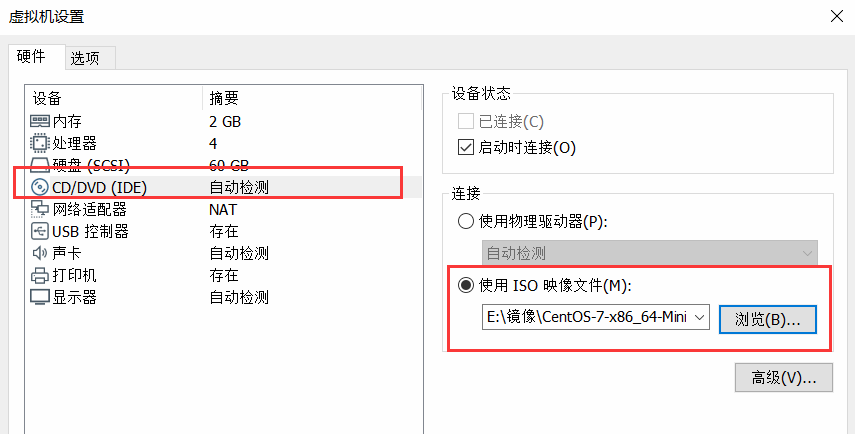 虚拟机设置
硬件 选项
设备 摘要
内存 2 GB
处理器 4
硬盘 (SCSI) 60 GB
CD/DVD (IDE) 自动检测
网络适配器 NAT
USB 控制器 存在
声卡 自动检测
打印机 存在
显示器 自动检测
设备状态
已连接(C)
启动时连接(O)
连接
使用物理驱动器(P):
自动检测
使用 ISO 映像文件(M):
E:\镜像\CentOS-7-x86_64-Mini
浏览(B)...
高级(V)...